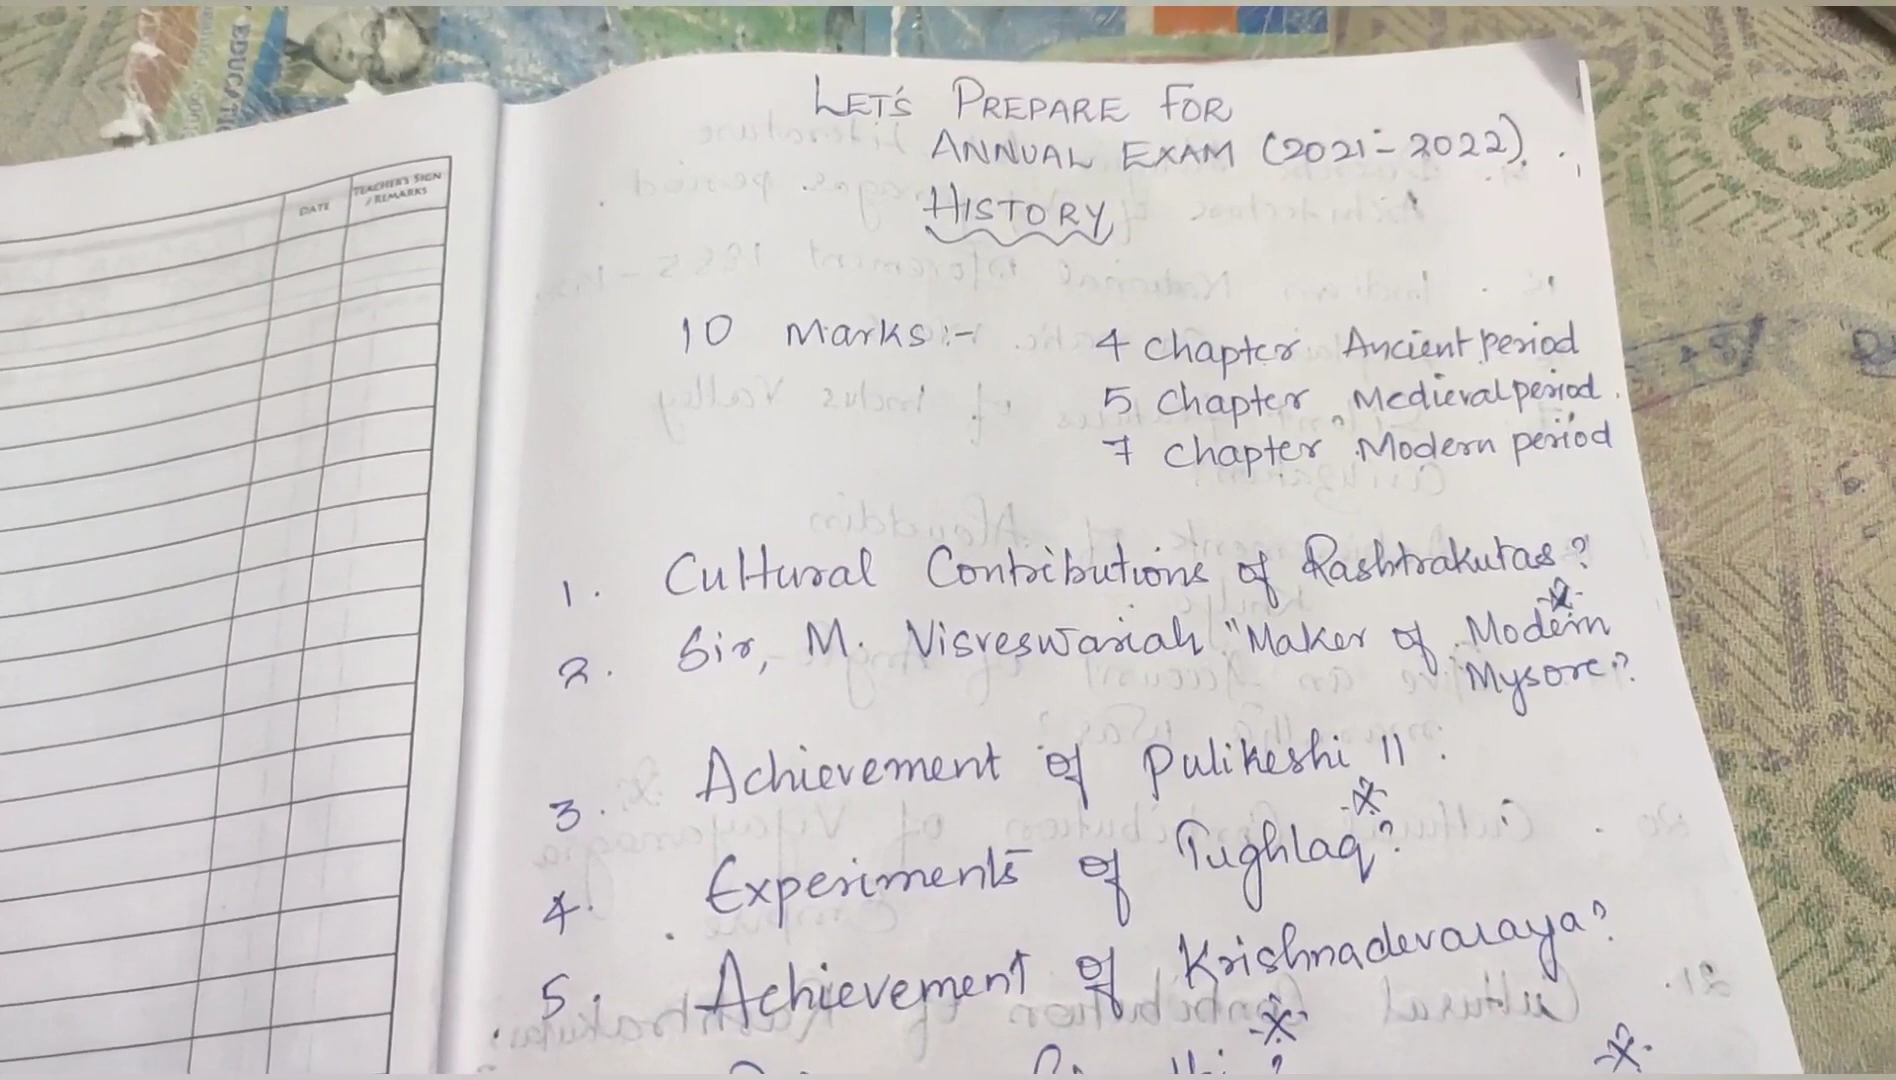 EDUCATI
DATE
TEACHER'S SIGN
/ REMARKS
LET'S PREPARE FOR
ANNUAL EXAM (2021-2022).
HISTORY
10 Marks:-
4 Chapter Ancient period
5 Chapter Medieval period.
7 Chapter Modern period
1. Cultural Contributions of Rashtrakutas?
2. Sir, M. Visveswariah "Maker of Modern
Mysore?
3. Achievement of Pulikeshi II.
4. Experiments of Tughlaq?
5. Achievement of Krishnadevaraya?